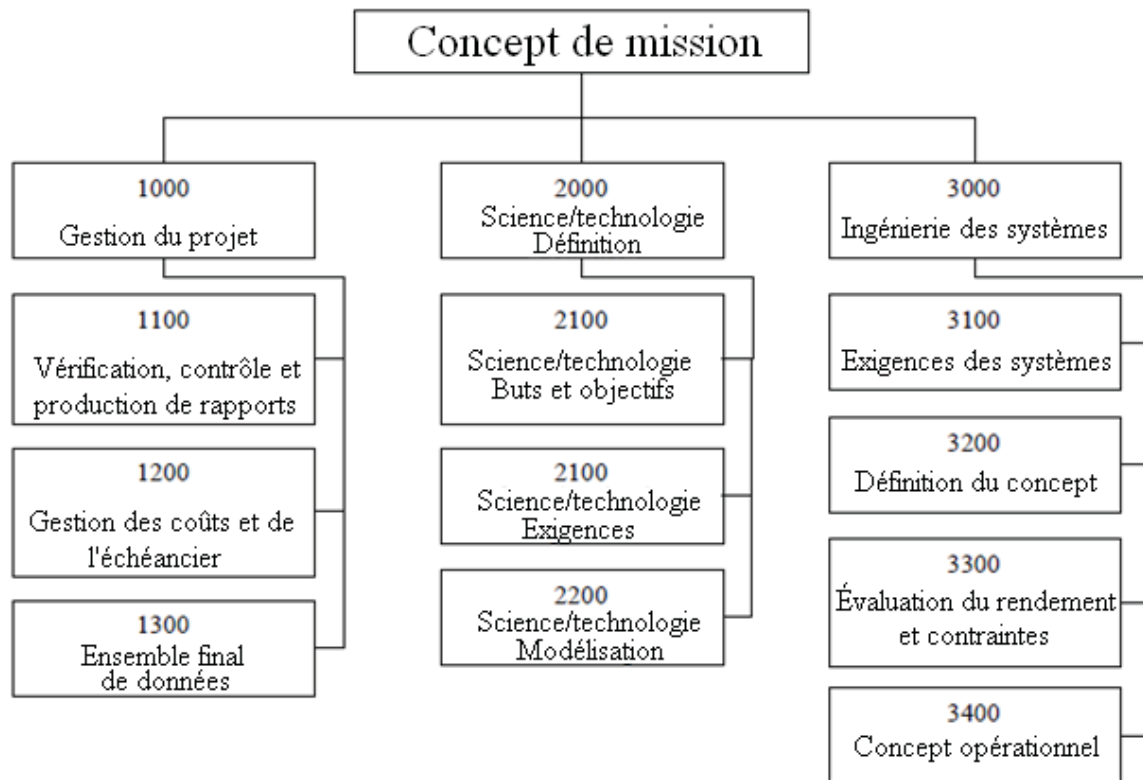 Concept de mission
1000
Gestion du projet
1100
Vérification, contrôle et
production de rapports
1200
Gestion des coûts et de
l'échéancier
1300
Ensemble final
de données
2000
Science/technologie
Définition
2100
Science/technologie
Buts et objectifs
2100
Science/technologie
Exigences
2200
Science/technologie
Modélisation
3000
Ingénierie des systèmes
3100
Exigences des systèmes
3200
Définition du concept
3300
Évaluation du rendement
et contraintes
3400
Concept opérationnel